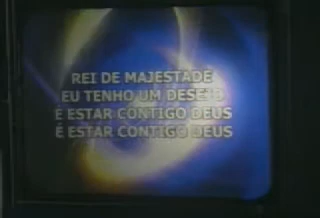 REI DE MAJESTADE
EU TENHO UM DESEJO
É ESTAR CONTIGO DEUS
É ESTAR CONTIGO DEUS